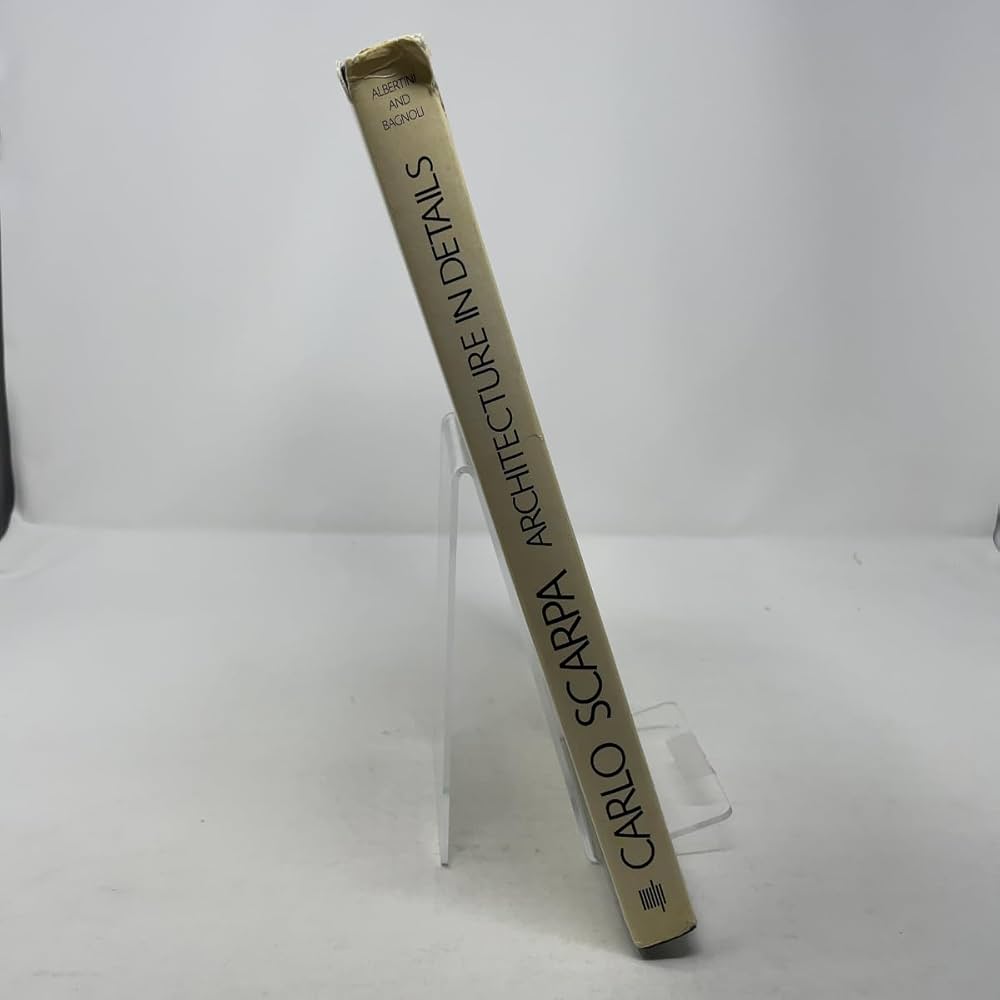 ALBERTINI
AND
BAGNOLI
CARLO SCARPA ARCHITECTURE IN DETAILS